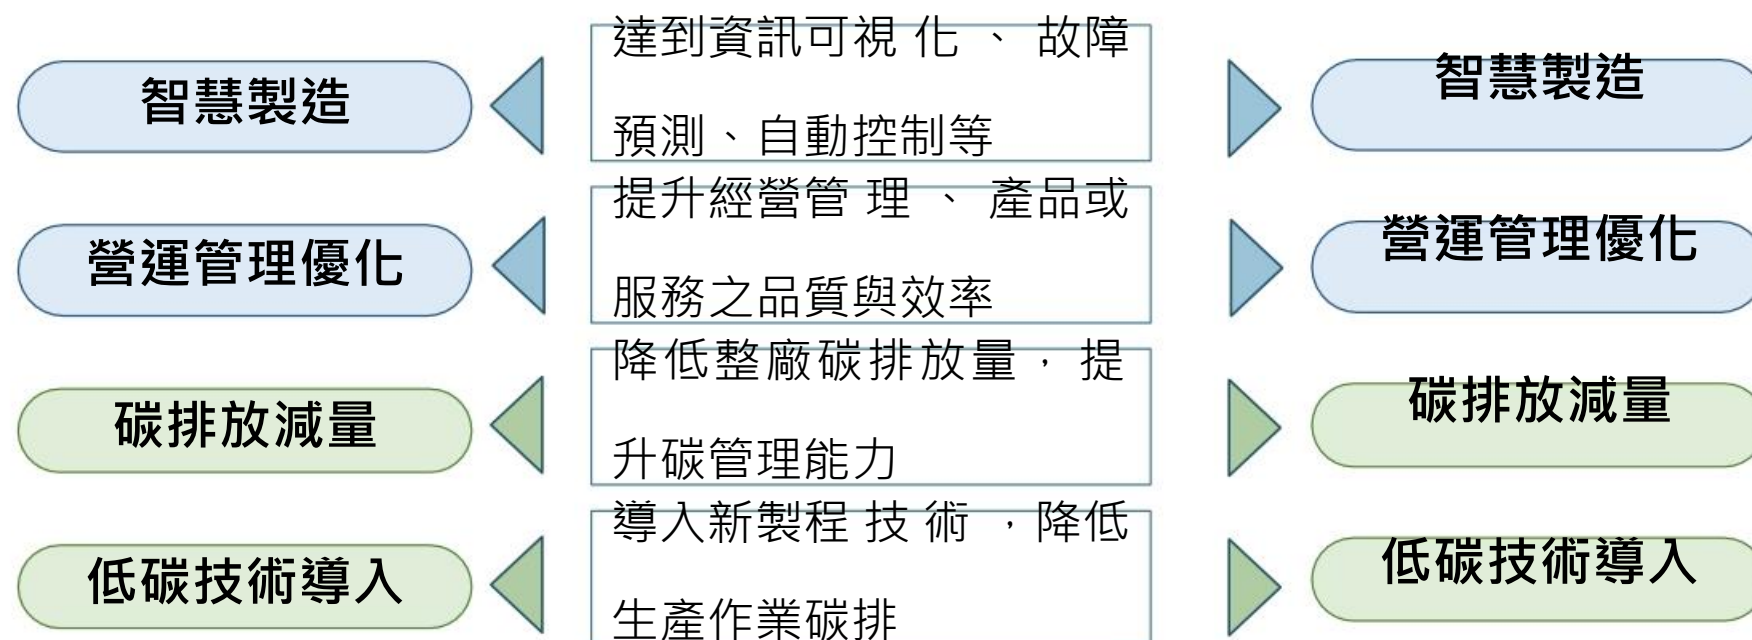 達到資訊可視化、故障
智慧製造
智慧製造
預測、自動控制等
提升經營管理、產品或
營運管理優化
營運管理優化
服務之品質與效率
降低整廠碳排放量，提
碳排放減量
碳排放減量
升碳管理能力
導入新製程技術，降低
低碳技術導入
低碳技術導入
生產作業碳排